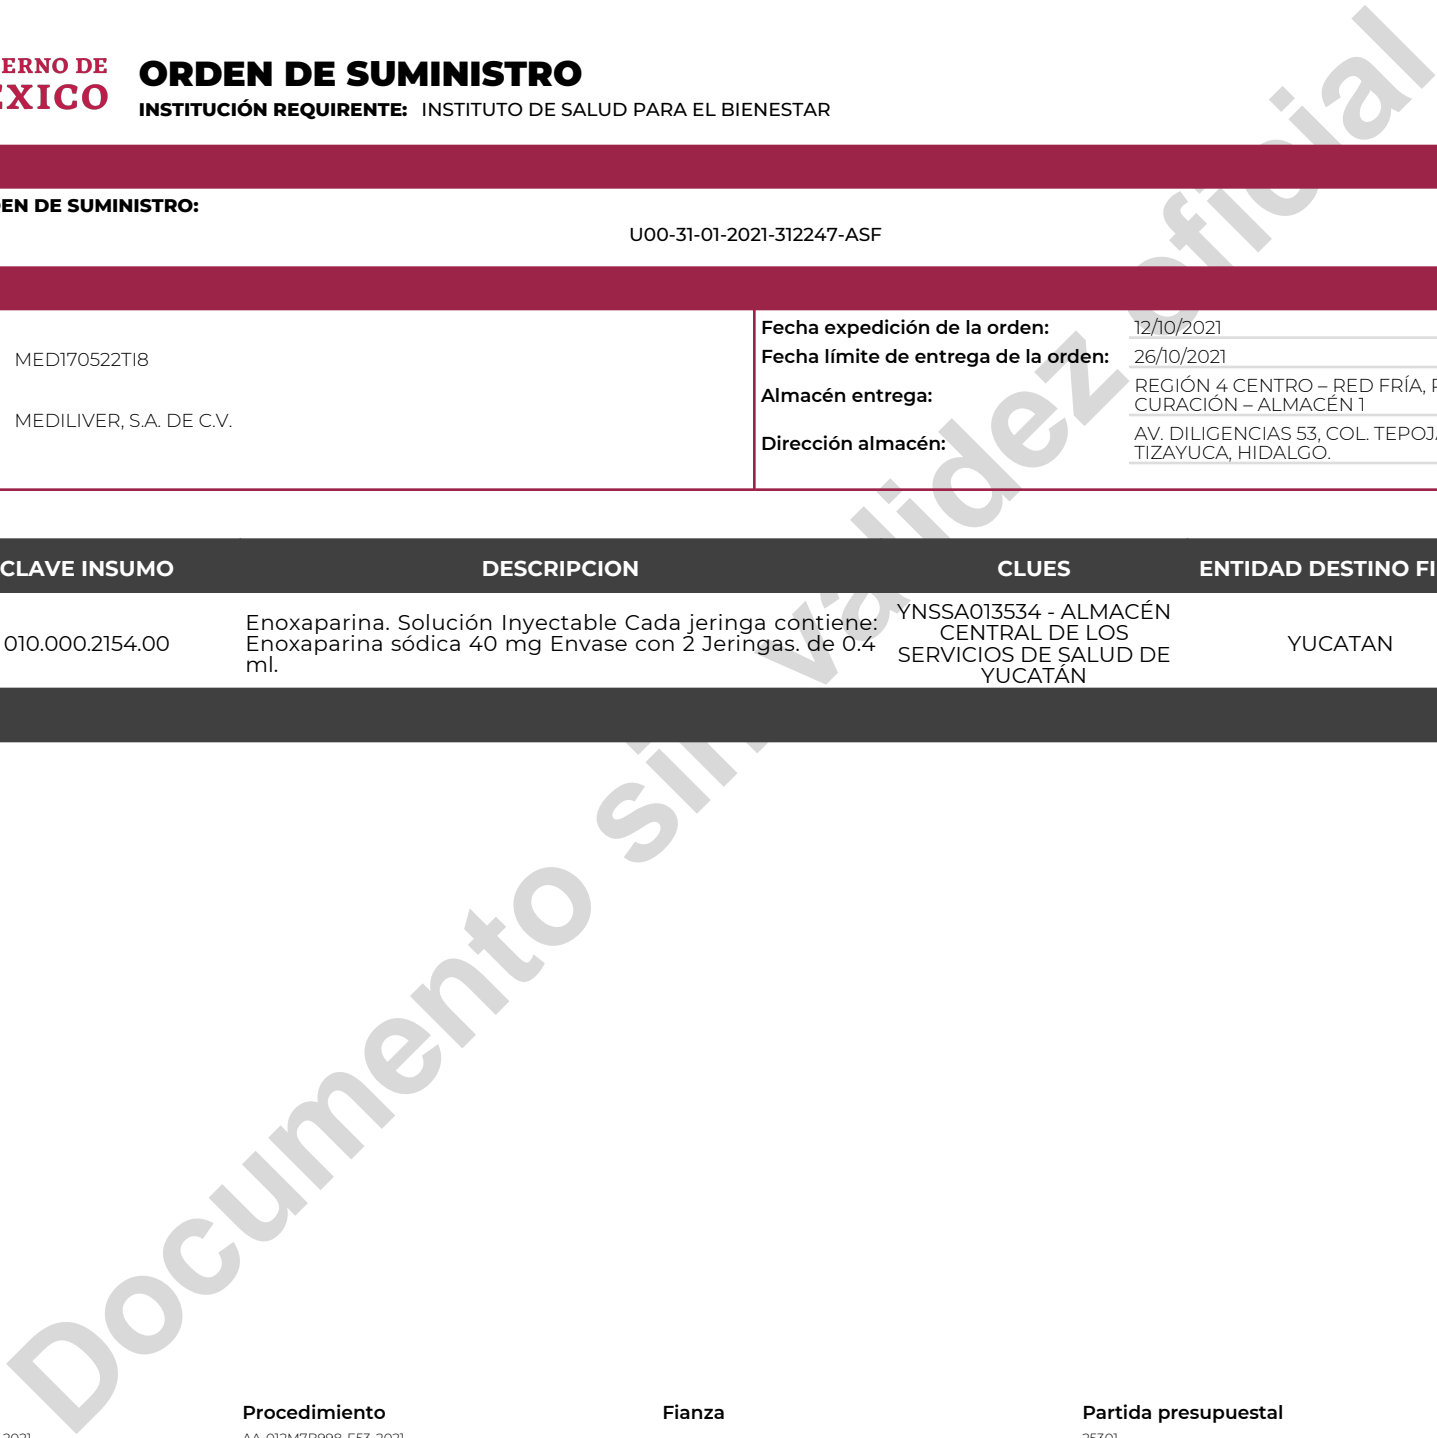 ERNO DE
EXICO
ORDEN DE SUMINISTRO
INSTITUCIÓN REQUIRENTE: INSTITUTO DE SALUD PARA EL BIENESTAR
EN DE SUMINISTRO:
U00-31-01-2021-312247-ASF
MED170522TI8
MEDILIVER, S.A. DE C.V.
Fecha expedición de la orden: 12/10/2021
Fecha límite de entrega de la orden: 26/10/2021
Almacén entrega: REGIÓN 4 CENTRO – RED FRÍA,
CURACIÓN – ALMACÉN 1
Dirección almacén: AV. DILIGENCIAS 53, COL. TEPOJA
TIZAYUCA, HIDALGO.
CLAVE INSUMO DESCRIPCION CLUES ENTIDAD DESTINO FI
010.000.2154.00
Enoxaparina. Solución Inyectable Cada jeringa contiene:
Enoxaparina sódica 40 mg Envase con 2 Jeringas. de 0.4
ml.
YNSSA013534 - ALMACÉN
CENTRAL DE LOS
SERVICIOS DE SALUD DE
YUCATÁN
YUCATAN
Documento sin validez oficial
Procedimiento Fianza Partida presupuestal